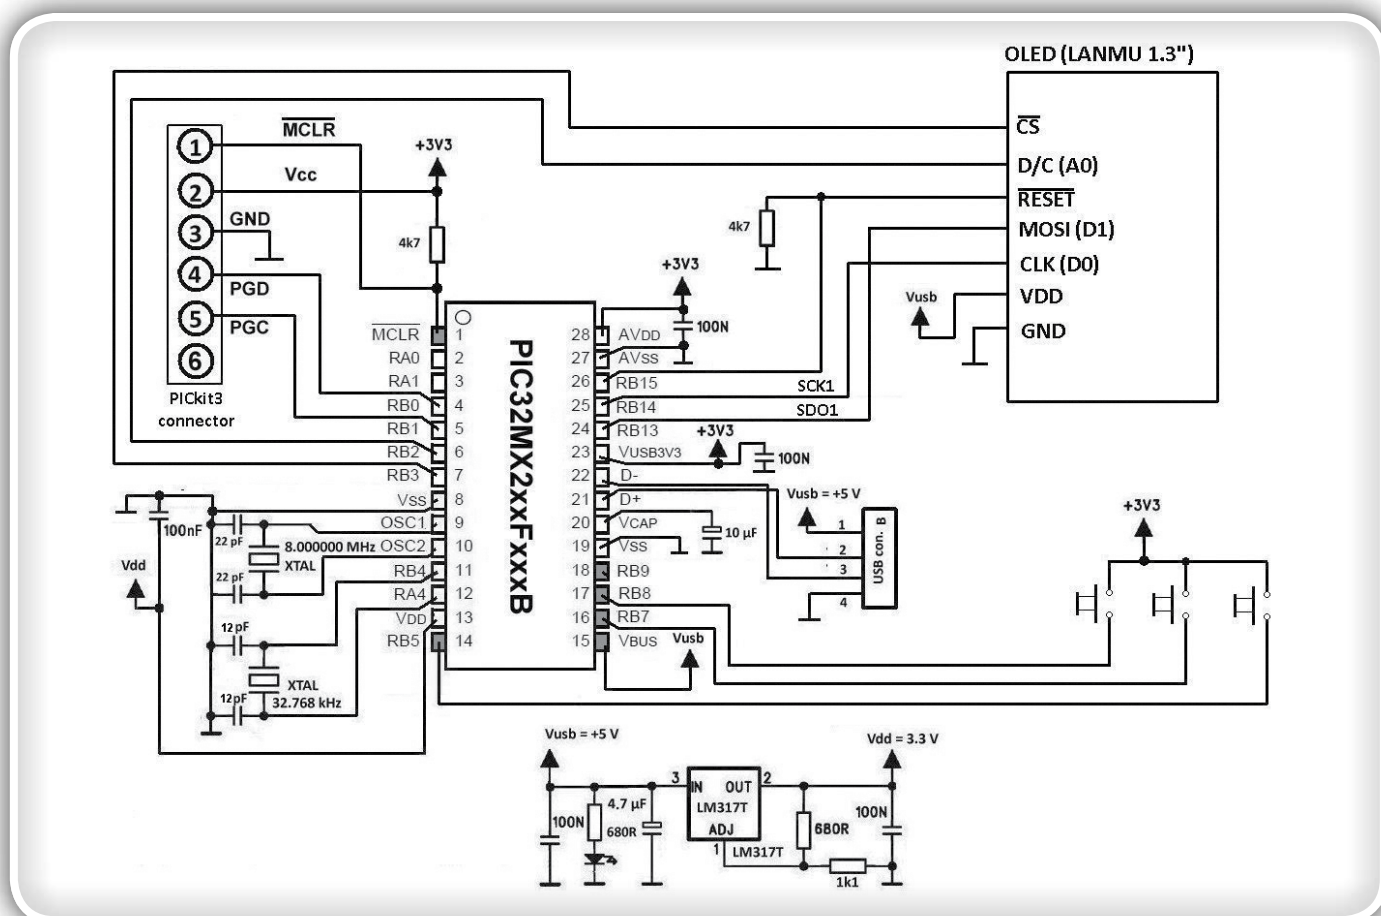 OLED (LANMU 1.3")
CS
D/C (A0)
RESET
MOSI (D1)
CLK (D0)
VDD
GND
Vusb
MCLR
Vcc
GND
PGD
PGC
1
2
3
4
5
6
PICkit3
connector
+3V3
4k7
4k7
+3V3
100N
SCK1
SDO1
+3V3
100N
PIC32MX2xxFxxxB
MCLR 1
RA0 2
RA1 3
RB0 4
RB1 5
RB2 6
RB3 7
VSS 8
OSC1 9
OSC2 10
RB4 11
RA4 12
VDD 13
RB5 14
28 AVDD
27 AVSS
26 RB15
25 RB14
24 RB13
23 VUSB3V3
22 D-
21 D+
20 VCAP
19 VSS
18 RB9
17 RB8
16 RB7
15 VBUS
Vusb
10 µF
Vusb = +5 V
1
2
3
4
USB con. B
+3V3
100nF
Vdd
22 pF
8.000000 MHz
XTAL
22 pF
12pF
XTAL
32.768 kHz
12pF
Vusb = +5 V
Vdd = 3.3 V
3
IN OUT
2
LM317T
ADJ
1
LM317T
100N
4.7 µF
680R
680R
100N
1k1